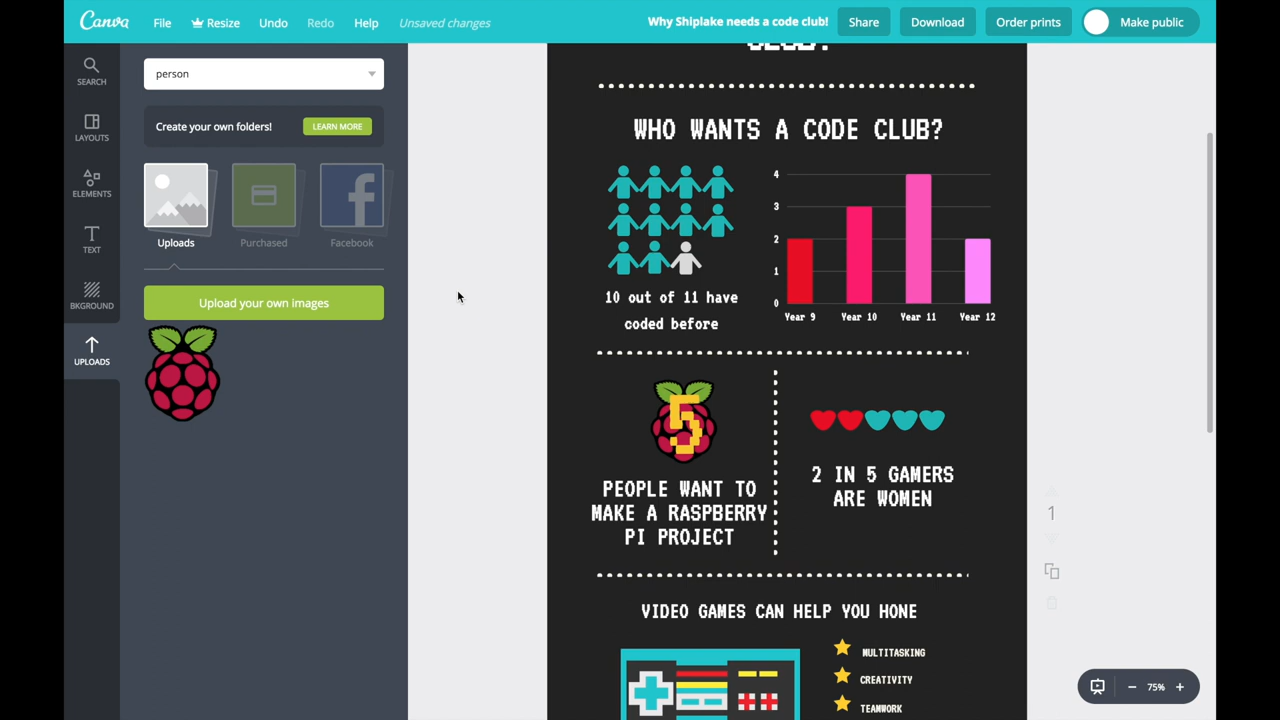 Canva
File
Resize
Undo
Redo
Help
Unsaved changes
Why Shiplake needs a code club!
Share
Download
Order prints
Make public
SEARCH
LAYOUTS
ELEMENTS
TEXT
BKGROUND
UPLOADS
person
Create your own folders!
LEARN MORE
Uploads
Purchased
Facebook
Upload your own images
CLUB?
WHO WANTS A CODE CLUB?
10 out of 11 have
coded before
4
3
2
1
0
Year 9
Year 10
Year 11
Year 12
5
PEOPLE WANT TO
MAKE A RASPBERRY
PI PROJECT
2 IN 5 GAMERS
ARE WOMEN
VIDEO GAMES CAN HELP YOU HONE
MULTITASKING
CREATIVITY
TEAMWORK
1
75%